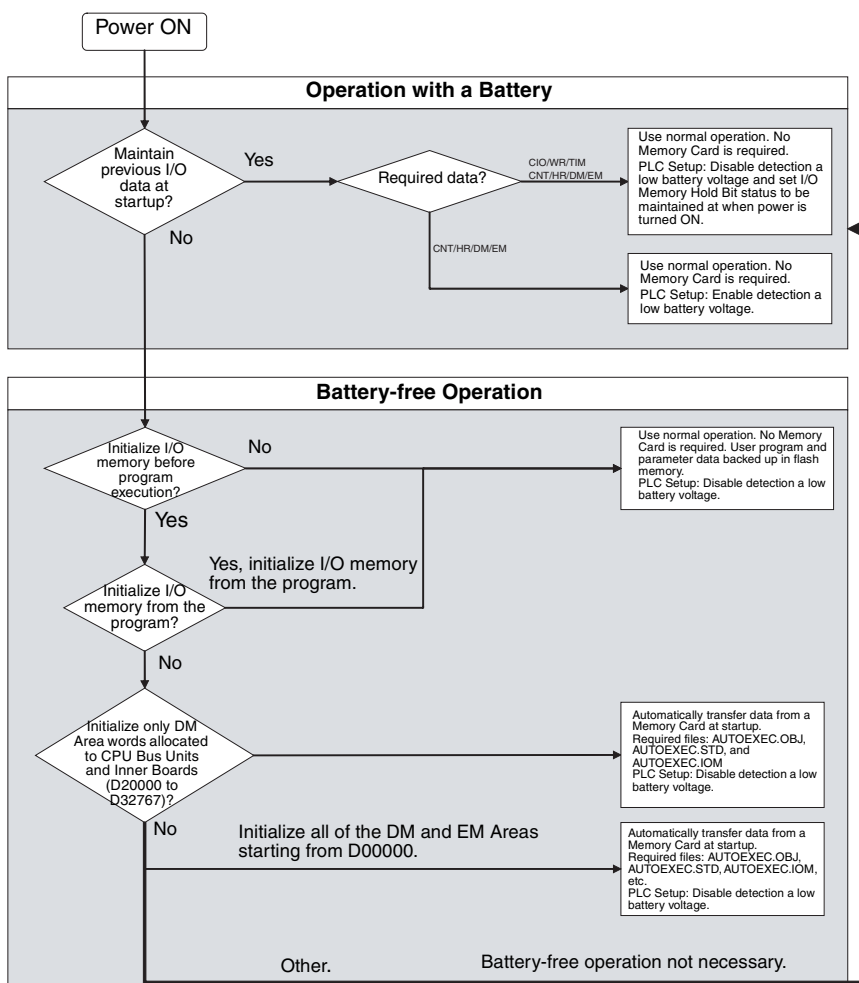 Power ON
Operation with a Battery
Maintain
previous I/O
data at
startup?
Yes
No
Required data?
CIO/WR/TIM
CNT/HR/DM/EM
CNT/HR/DM/EM
Use normal operation. No
Memory Card is required.
PLC Setup: Disable detection a
low battery voltage and set I/O
Memory Hold Bit status to be
maintained at when power is
turned ON.
Use normal operation. No
Memory Card is required.
PLC Setup: Enable detection a
low battery voltage.
Battery-free Operation
Initialize I/O
memory before
program
execution?
No
Yes
Use normal operation. No Memory
Card is required. User program and
parameter data backed up in flash
memory.
PLC Setup: Disable detection a low
battery voltage.
Yes, initialize I/O memory
from the program.
Initialize I/O
memory from the
program?
No
Initialize only DM
Area words allocated
to CPU Bus Units
and Inner Boards
(D20000 to
D32767)?
No
Automatically transfer data from a
Memory Card at startup.
Required files: AUTOEXEC.OBJ,
AUTOEXEC.STD, and
AUTOEXEC.IOM
PLC Setup: Disable detection a low
battery voltage.
Initialize all of the DM and EM Areas
starting from D00000.
Automatically transfer data from a
Memory Card at startup.
Required files: AUTOEXEC.OBJ,
AUTOEXEC.STD, AUTOEXEC.IOM,
etc.
PLC Setup: Disable detection a low
battery voltage.
Other.
Battery-free operation not necessary.